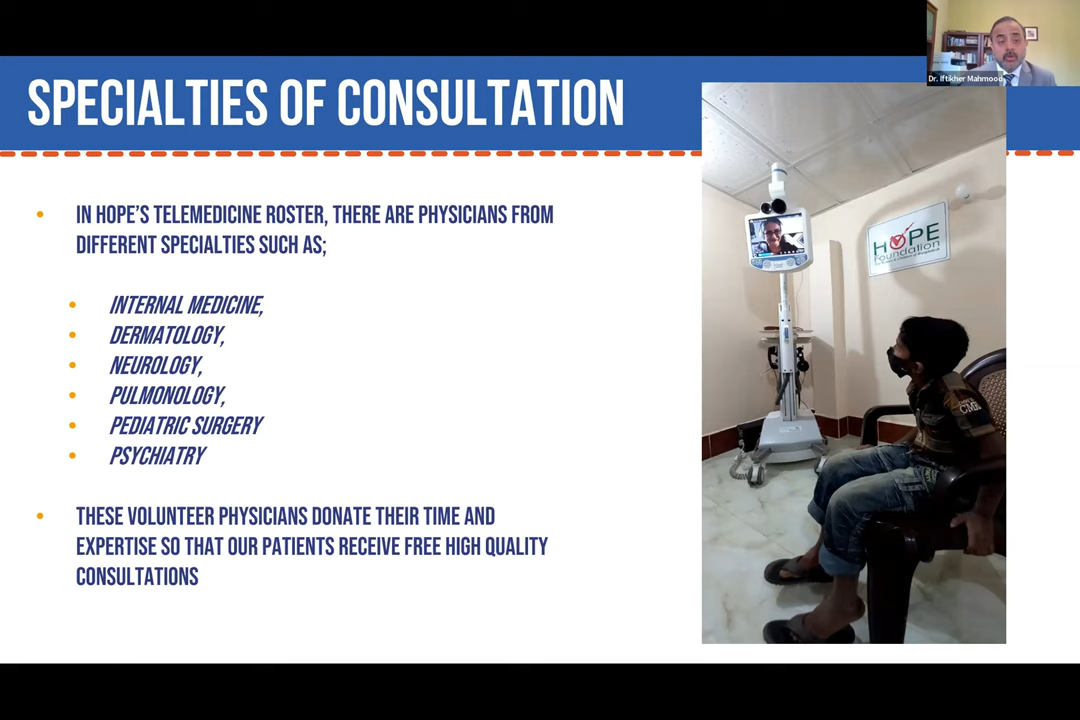 Dr. Iftikher Mahmood
SPECIALTIES OF CONSULTATION
• IN HOPE'S TELEMEDICINE ROSTER, THERE ARE PHYSICIANS FROM
DIFFERENT SPECIALTIES SUCH AS;
• INTERNAL MEDICINE,
• DERMATOLOGY,
• NEUROLOGY,
• PULMONOLOGY,
• PEDIATRIC SURGERY
• PSYCHIATRY
• THESE VOLUNTEER PHYSICIANS DONATE THEIR TIME AND
EXPERTISE SO THAT OUR PATIENTS RECEIVE FREE HIGH QUALITY
CONSULTATIONS
HOPE
Foundation